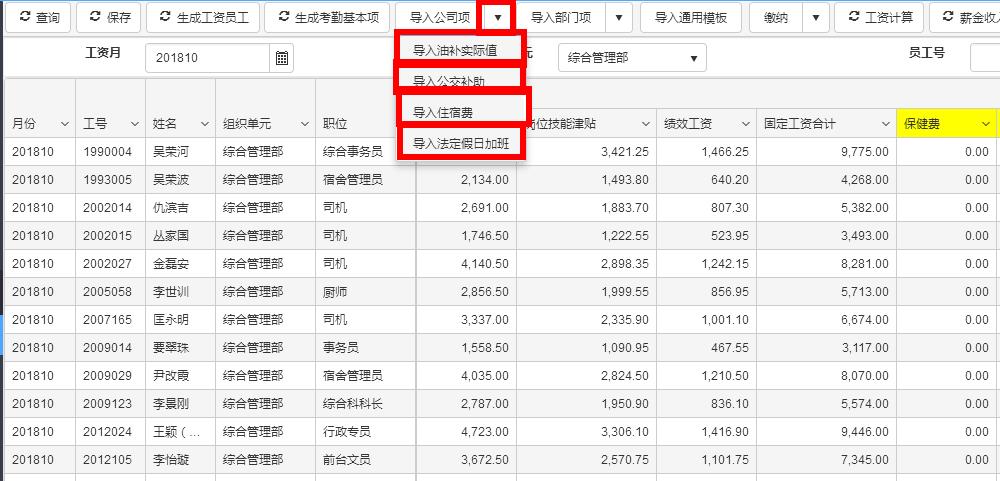 查询 保存 生成工资员工 生成考勤基本项 导入公司项 导入部门项 导入通用模板 缴纳 工资计算 薪金收
工资月 201810 元 综合管理部 员工号
导入油补实际值
导入公交补助
导入住宿费
导入法定假日加班
月份 工号 姓名 组织单元 职位 岗位技能津贴 绩效工资 固定工资合计 保健费
201810 1990004 吴荣河 综合管理部 综合事务员 3,421.25 1,466.25 9,775.00 0.00
201810 1993005 吴荣波 综合管理部 宿舍管理员 2,134.00 1,493.80 640.20 4,268.00 0.00
201810 2002014 仇滨吉 综合管理部 司机 2,691.00 1,883.70 807.30 5,382.00 0.00
201810 2002015 丛家国 综合管理部 司机 1,746.50 1,222.55 523.95 3,493.00 0.00
201810 2002027 金磊安 综合管理部 司机 4,140.50 2,898.35 1,242.15 8,281.00 0.00
201810 2005058 李世训 综合管理部 厨师 2,856.50 1,999.55 856.95 5,713.00 0.00
201810 2007165 匡永明 综合管理部 司机 3,337.00 2,335.90 1,001.10 6,674.00 0.00
201810 2009014 要翠珠 综合管理部 事务员 1,558.50 1,090.95 467.55 3,117.00 0.00
201810 2009029 尹改霞 综合管理部 宿舍管理员 4,035.00 2,824.50 1,210.50 8,070.00 0.00
201810 2009123 李景刚 综合管理部 综合科科长 2,787.00 1,950.90 836.10 5,574.00 0.00
201810 2012024 王颖（... 综合管理部 行政专员 4,723.00 3,306.10 1,416.90 9,446.00 0.00
201810 2012105 李怡璇 综合管理部 前台文员 3,672.50 2,570.75 1,101.75 7,345.00 0.00